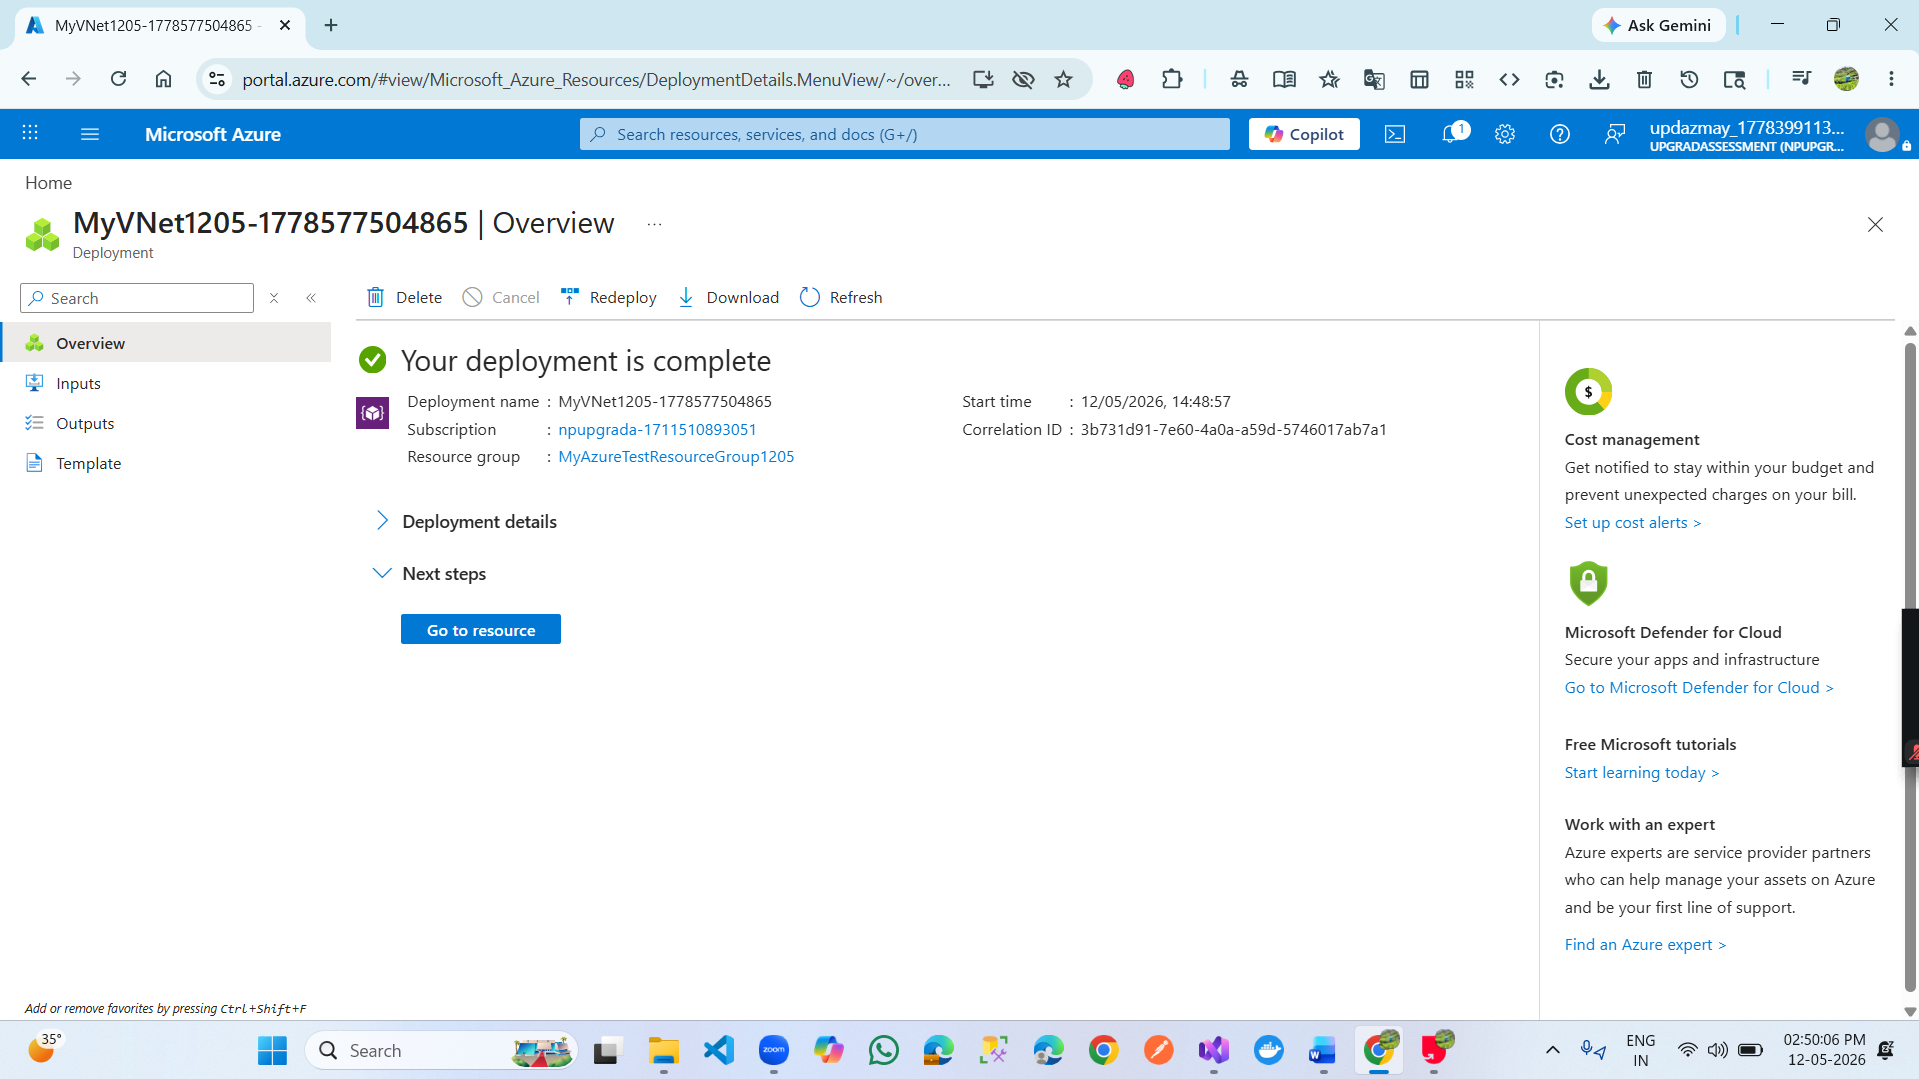 MyVNet1205-1778577504865 -
Ask Gemini
portal.azure.com/#view/Microsoft_Azure_Resources/DeploymentDetails.MenuView/~/over...
Microsoft Azure
Search resources, services, and docs (G+/)
Copilot
1
updazmay_1778399113...
UPGRADASSESSMENT (NPUPGR...
Home
MyVNet1205-1778577504865 | Overview
...
Deployment
Search
Delete
Cancel
Redeploy
Download
Refresh
Overview
Inputs
Outputs
Template
Your deployment is complete
Deployment name : MyVNet1205-1778577504865
Subscription : npupgrada-1711510893051
Resource group : MyAzureTestResourceGroup1205
Start time : 12/05/2026, 14:48:57
Correlation ID : 3b731d91-7e60-4a0a-a59d-5746017ab7a1
Deployment details
Next steps
Go to resource
$
Cost management
Get notified to stay within your budget and
prevent unexpected charges on your bill.
Set up cost alerts >
Microsoft Defender for Cloud
Secure your apps and infrastructure
Go to Microsoft Defender for Cloud >
Free Microsoft tutorials
Start learning today >
Work with an expert
Azure experts are service provider partners
who can help manage your assets on Azure
and be your first line of support.
Find an Azure expert >
Add or remove favorites by pressing Ctrl+Shift+F
35°
Search
zoom
W
ENG
IN
02:50:06 PM
12-05-2026